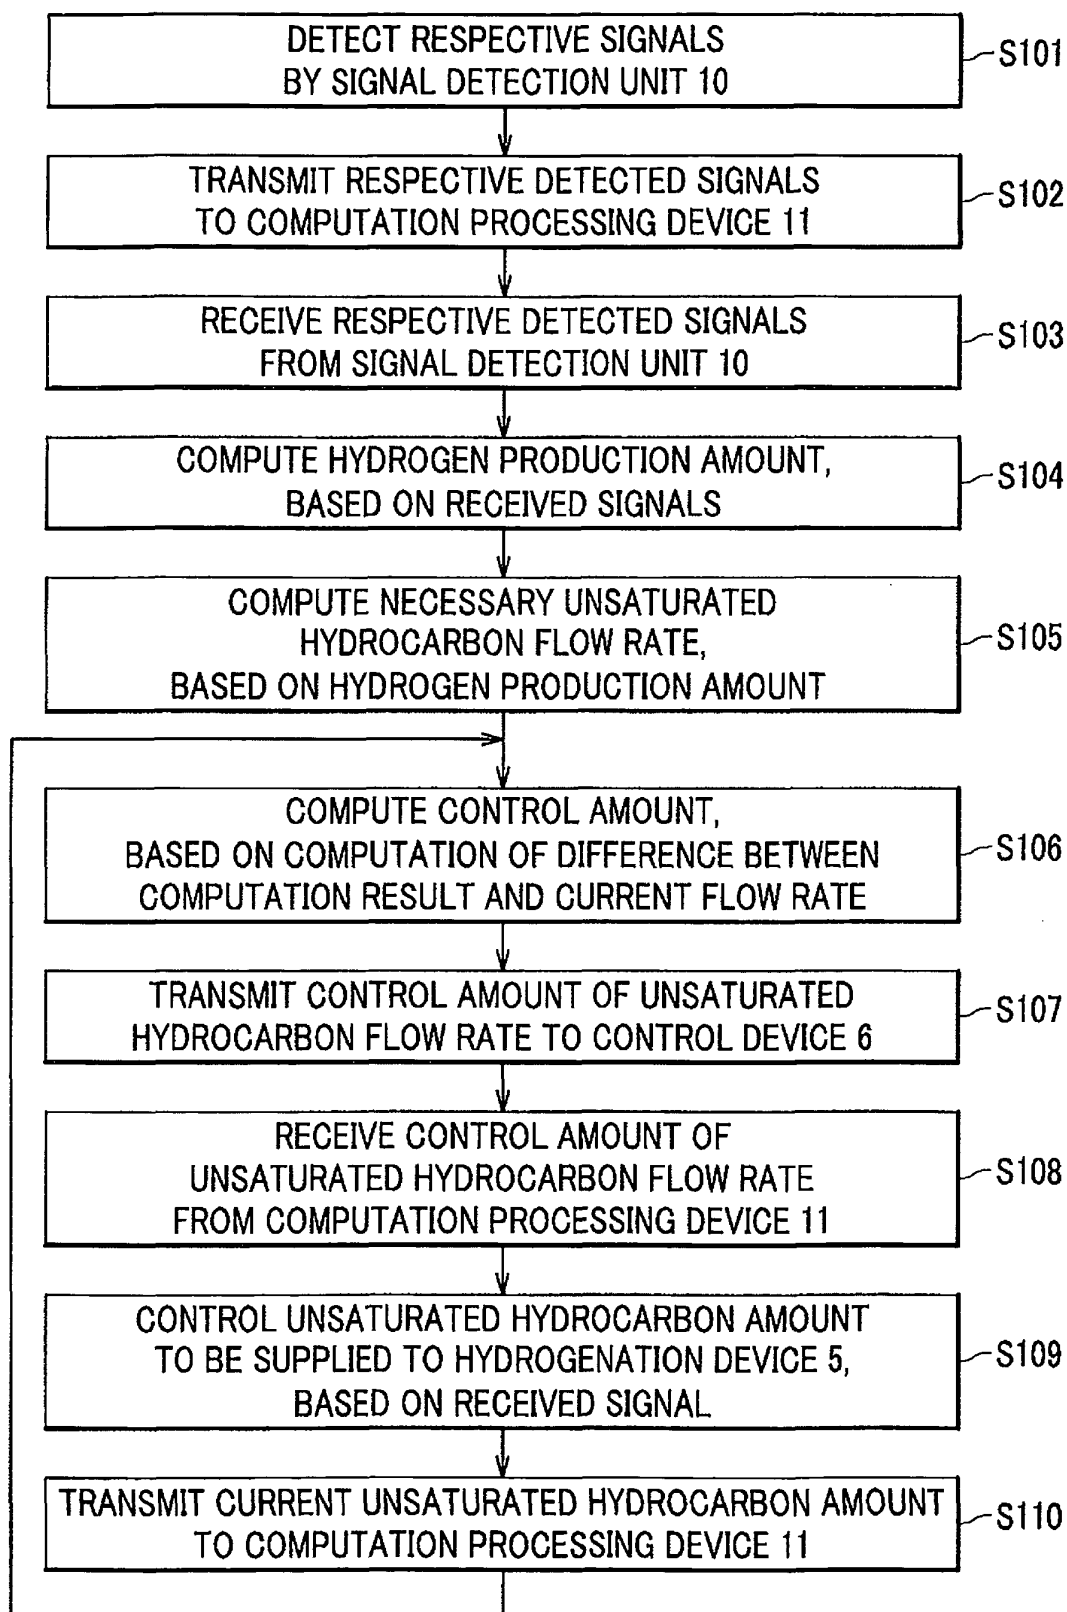 DETECT RESPECTIVE SIGNALS
BY SIGNAL DETECTION UNIT 10
S101
TRANSMIT RESPECTIVE DETECTED SIGNALS
TO COMPUTATION PROCESSING DEVICE 11
S102
RECEIVE RESPECTIVE DETECTED SIGNALS
FROM SIGNAL DETECTION UNIT 10
S103
COMPUTE HYDROGEN PRODUCTION AMOUNT,
BASED ON RECEIVED SIGNALS
S104
COMPUTE NECESSARY UNSATURATED
HYDROCARBON FLOW RATE,
BASED ON HYDROGEN PRODUCTION AMOUNT
S105
COMPUTE CONTROL AMOUNT,
BASED ON COMPUTATION OF DIFFERENCE BETWEEN
COMPUTATION RESULT AND CURRENT FLOW RATE
S106
TRANSMIT CONTROL AMOUNT OF UNSATURATED
HYDROCARBON FLOW RATE TO CONTROL DEVICE 6
S107
RECEIVE CONTROL AMOUNT OF
UNSATURATED HYDROCARBON FLOW RATE
FROM COMPUTATION PROCESSING DEVICE 11
S108
CONTROL UNSATURATED HYDROCARBON AMOUNT
TO BE SUPPLIED TO HYDROGENATION DEVICE 5,
BASED ON RECEIVED SIGNAL
S109
TRANSMIT CURRENT UNSATURATED HYDROCARBON AMOUNT
TO COMPUTATION PROCESSING DEVICE 11
S110